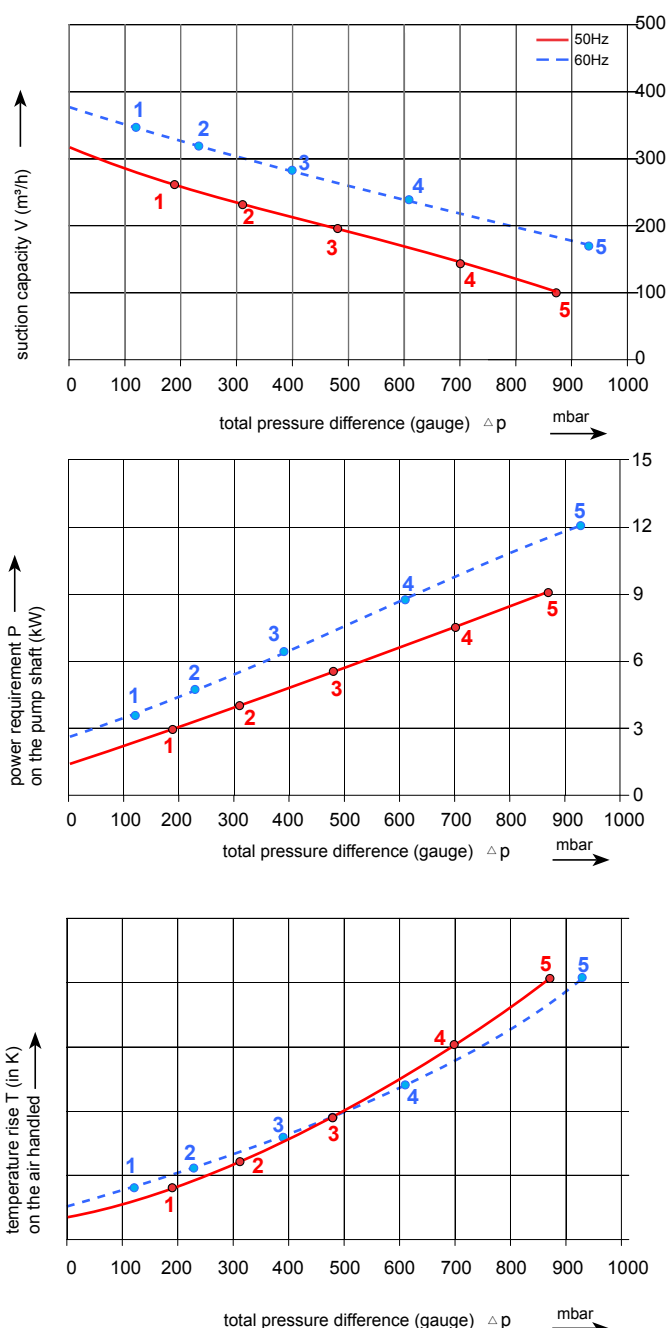 500
50Hz
60Hz
400
1
2
3
300
4
1
2
200
3
5
4
100
5
0
suction capacity V (m³/h)
0 100 200 300 400 500 600 700 800 900 1000
total pressure difference (gauge) △p
mbar
15
5
12
4
9
3
5
2
4
6
1
3
2
3
1
0
power requirement P
on the pump shaft (kW)
0 100 200 300 400 500 600 700 800 900 1000
total pressure difference (gauge) △p
mbar
5 5
4
4
3
3
2
1
2
1
temperature rise T (in K)
on the air handled
0 100 200 300 400 500 600 700 800 900 1000
total pressure difference (gauge) △p
mbar